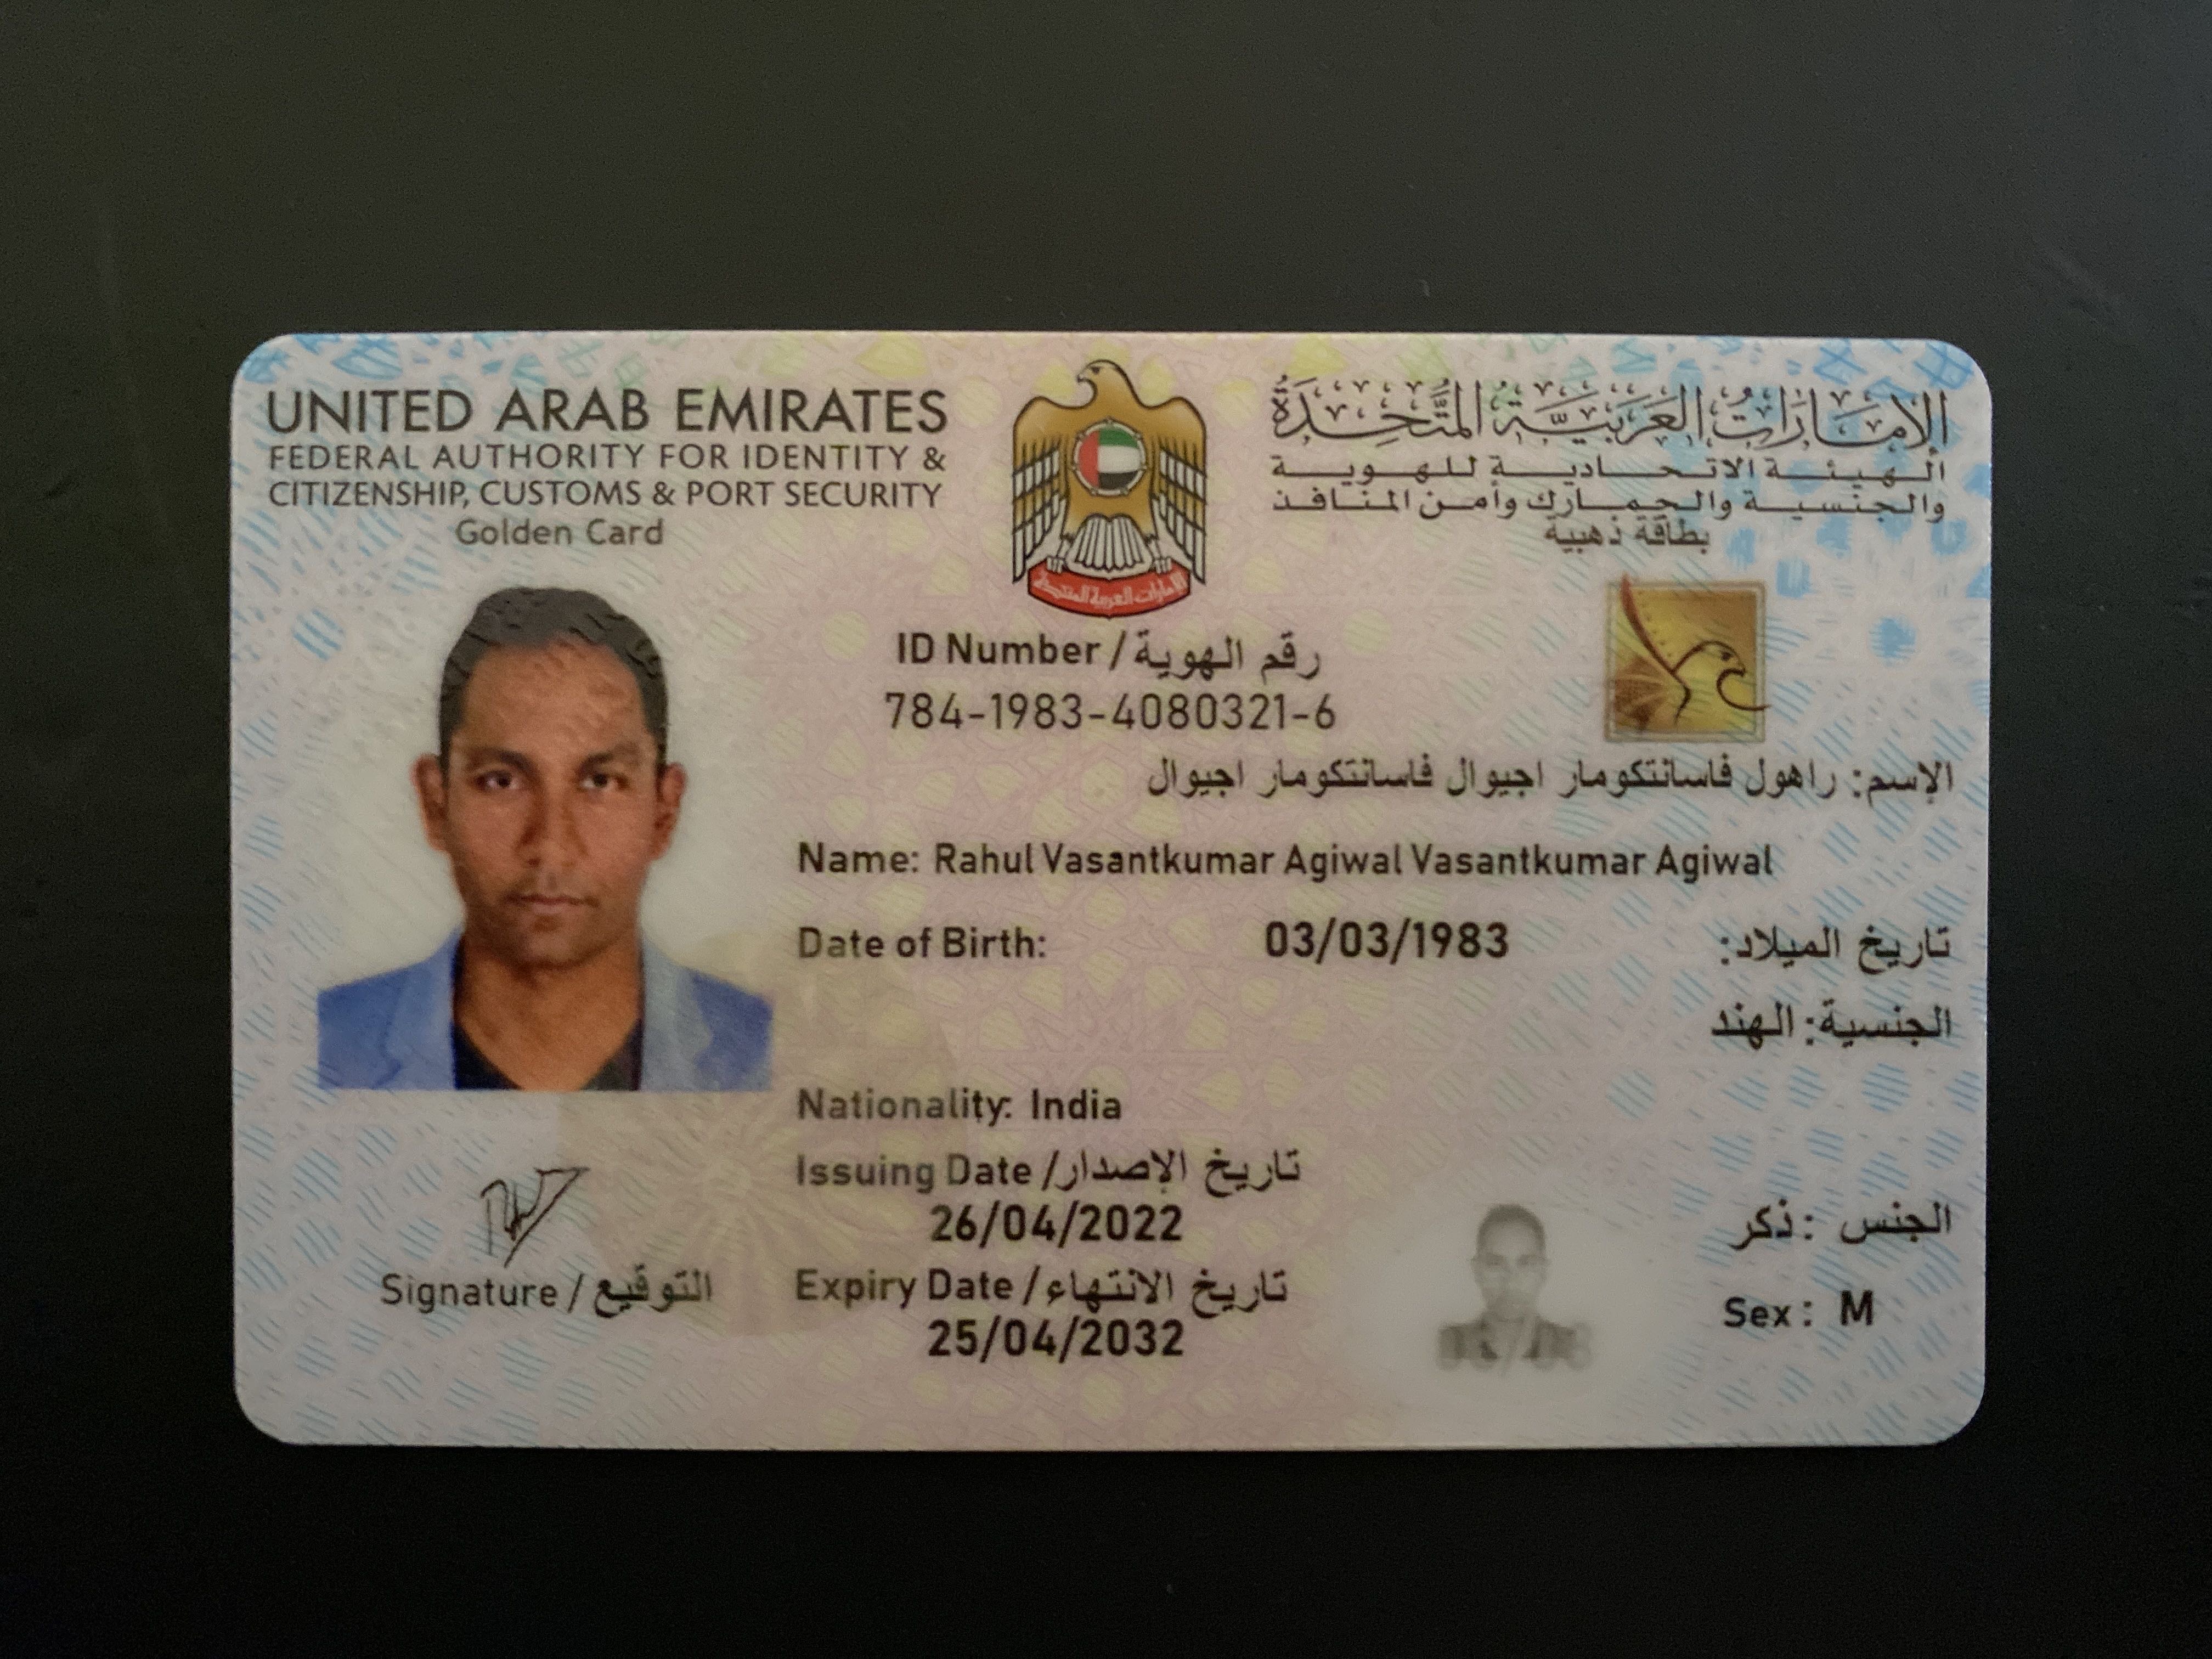 UNITED ARAB EMIRATES
FEDERAL AUTHORITY FOR IDENTITY &
CITIZENSHIP, CUSTOMS & PORT SECURITY
Golden Card
الإمارات العربية المتحدة
الهيئة الاتحادية للهوية
والجنسية والجمارك وأمن المنافذ
بطاقة ذهبية
ID Number / رقم الهوية
784-1983-4080321-6
الإسم: راهول فاسانتكومار اجيوال فاسانتكومار اجيوال
Name: Rahul Vasantkumar Agiwal Vasantkumar Agiwal
Date of Birth: 03/03/1983 تاريخ الميلاد:
Nationality: India الجنسية: الهند
Issuing Date / تاريخ الإصدار
26/04/2022
Expiry Date / تاريخ الانتهاء
25/04/2032
الجنس : ذكر
Sex : M
Signature / التوقيع